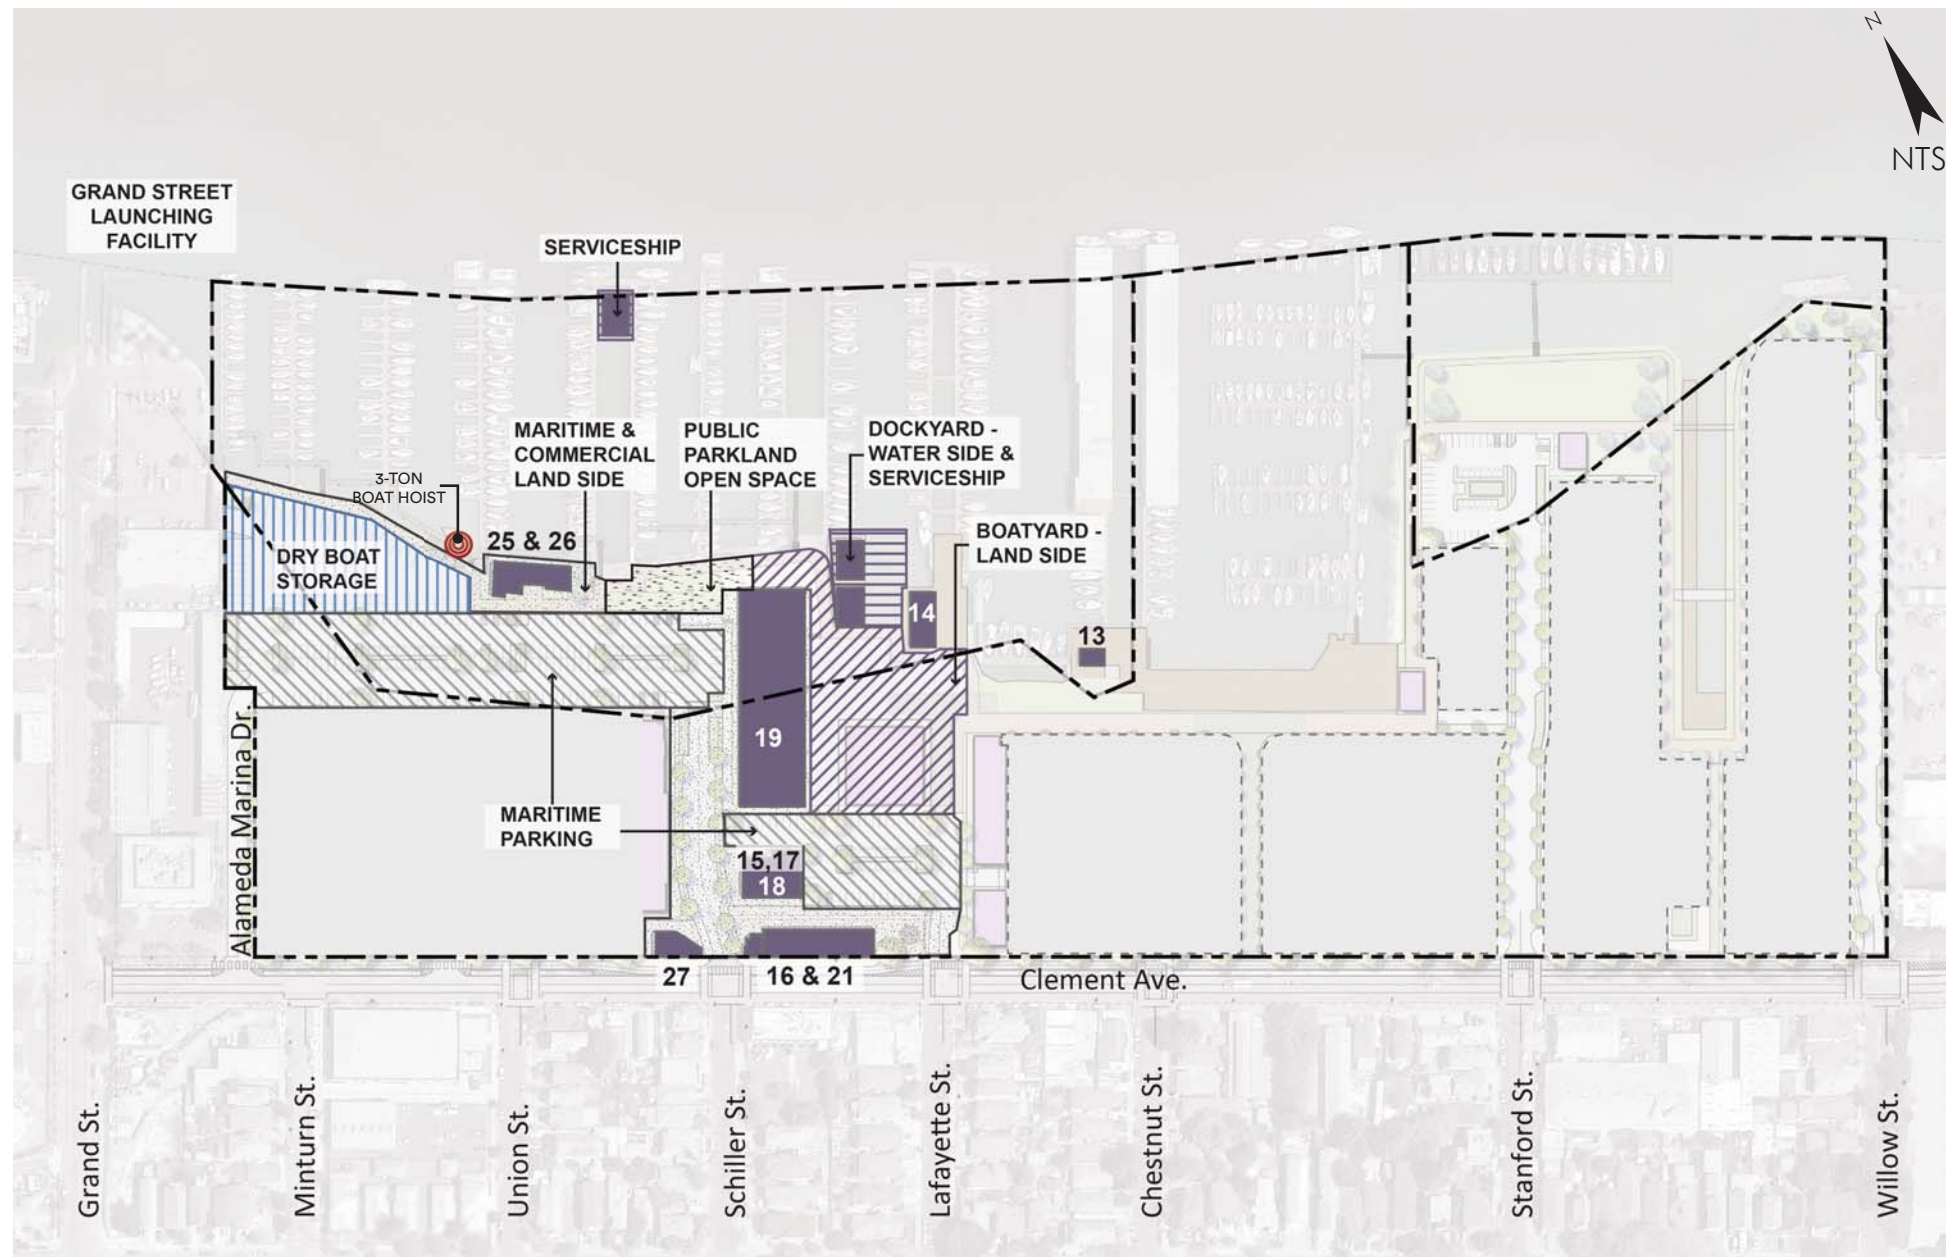 N
NTS
GRAND STREET
LAUNCHING
FACILITY
SERVICESHIP
MARITIME &
COMMERCIAL
LAND SIDE
PUBLIC
PARKLAND
OPEN SPACE
DOCKYARD -
WATER SIDE &
SERVICESHIP
3-TON
BOAT HOIST
BOATYARD -
LAND SIDE
25 & 26
DRY BOAT
STORAGE
14
13
19
MARITIME
PARKING
15,17
18
27
16 & 21
Alameda Marina Dr.
Clement Ave.
Grand St.
Minturn St.
Union St.
Schiller St.
Lafayette St.
Chestnut St.
Stanford St.
Willow St.